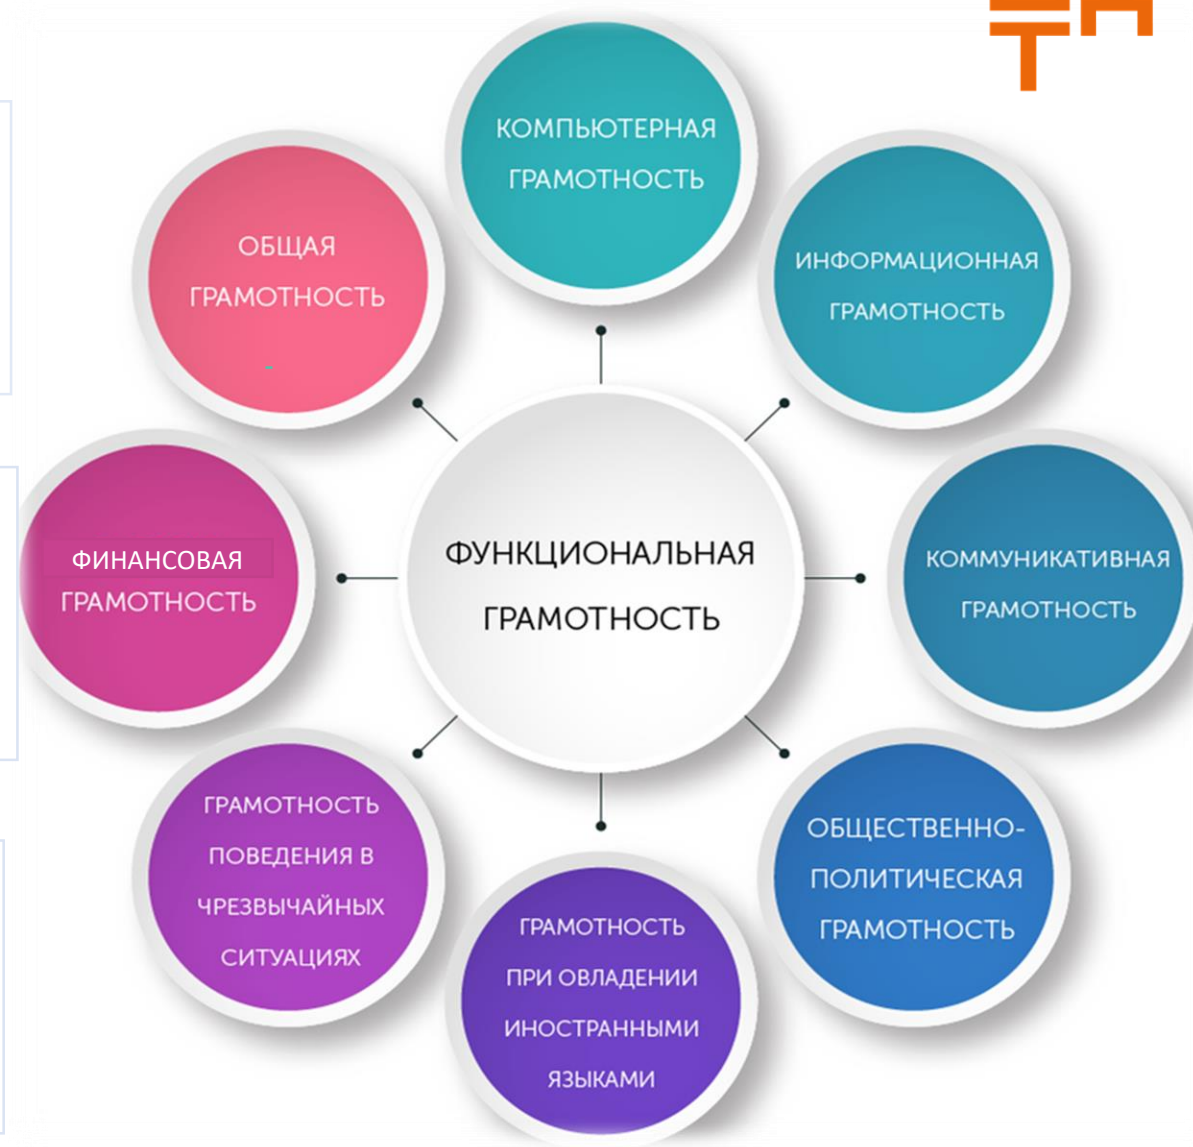 КОМПЬЮТЕРНАЯ
ГРАМОТНОСТЬ
ОБЩАЯ
ГРАМОТНОСТЬ
ИНФОРМАЦИОННАЯ
ГРАМОТНОСТЬ
ФИНАНСОВАЯ
ГРАМОТНОСТЬ
ФУНКЦИОНАЛЬНАЯ
ГРАМОТНОСТЬ
КОММУНИКАТИВНАЯ
ГРАМОТНОСТЬ
ГРАМОТНОСТЬ
ПОВЕДЕНИЯ В
ЧРЕЗВЫЧАЙНЫХ
СИТУАЦИЯХ
ГРАМОТНОСТЬ
ПРИ ОВЛАДЕНИИ
ИНОСТРАННЫМИ
ЯЗЫКАМИ
ОБЩЕСТВЕННО-
ПОЛИТИЧЕСКАЯ
ГРАМОТНОСТЬ